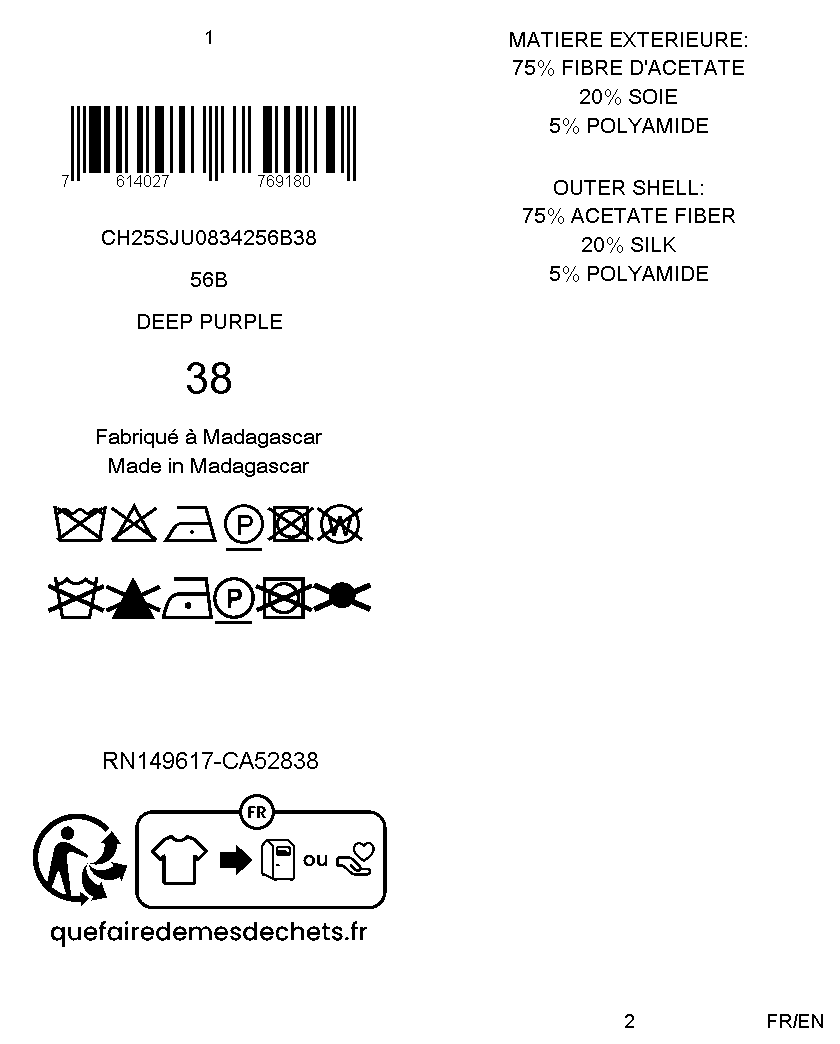 1
7 614027 769180
CH25SJU0834256B38
56B
DEEP PURPLE
38
Fabriqué à Madagascar
Made in Madagascar
P
W
P
RN149617-CA52838
FR
ou
quefairedemesdechets.fr
MATIERE EXTERIEURE:
75% FIBRE D'ACETATE
20% SOIE
5% POLYAMIDE
OUTER SHELL:
75% ACETATE FIBER
20% SILK
5% POLYAMIDE
2
FR/EN